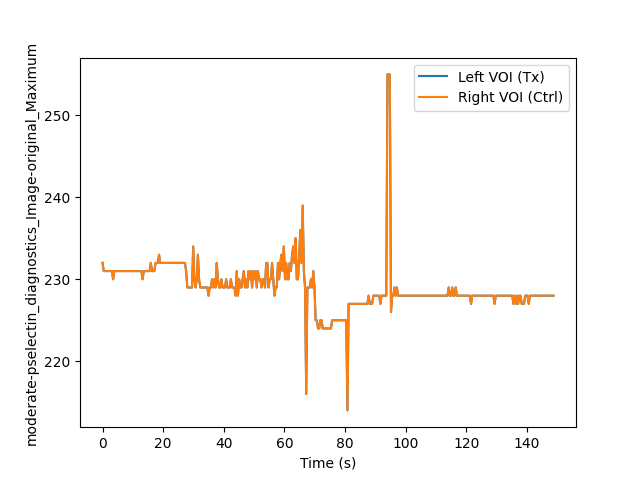 moderate-pselectin_diagnostics_Image-original_Maximum
250
240
230
220
Left VOI (Tx)
Right VOI (Ctrl)
0 20 40 60 80 100 120 140
Time (s)